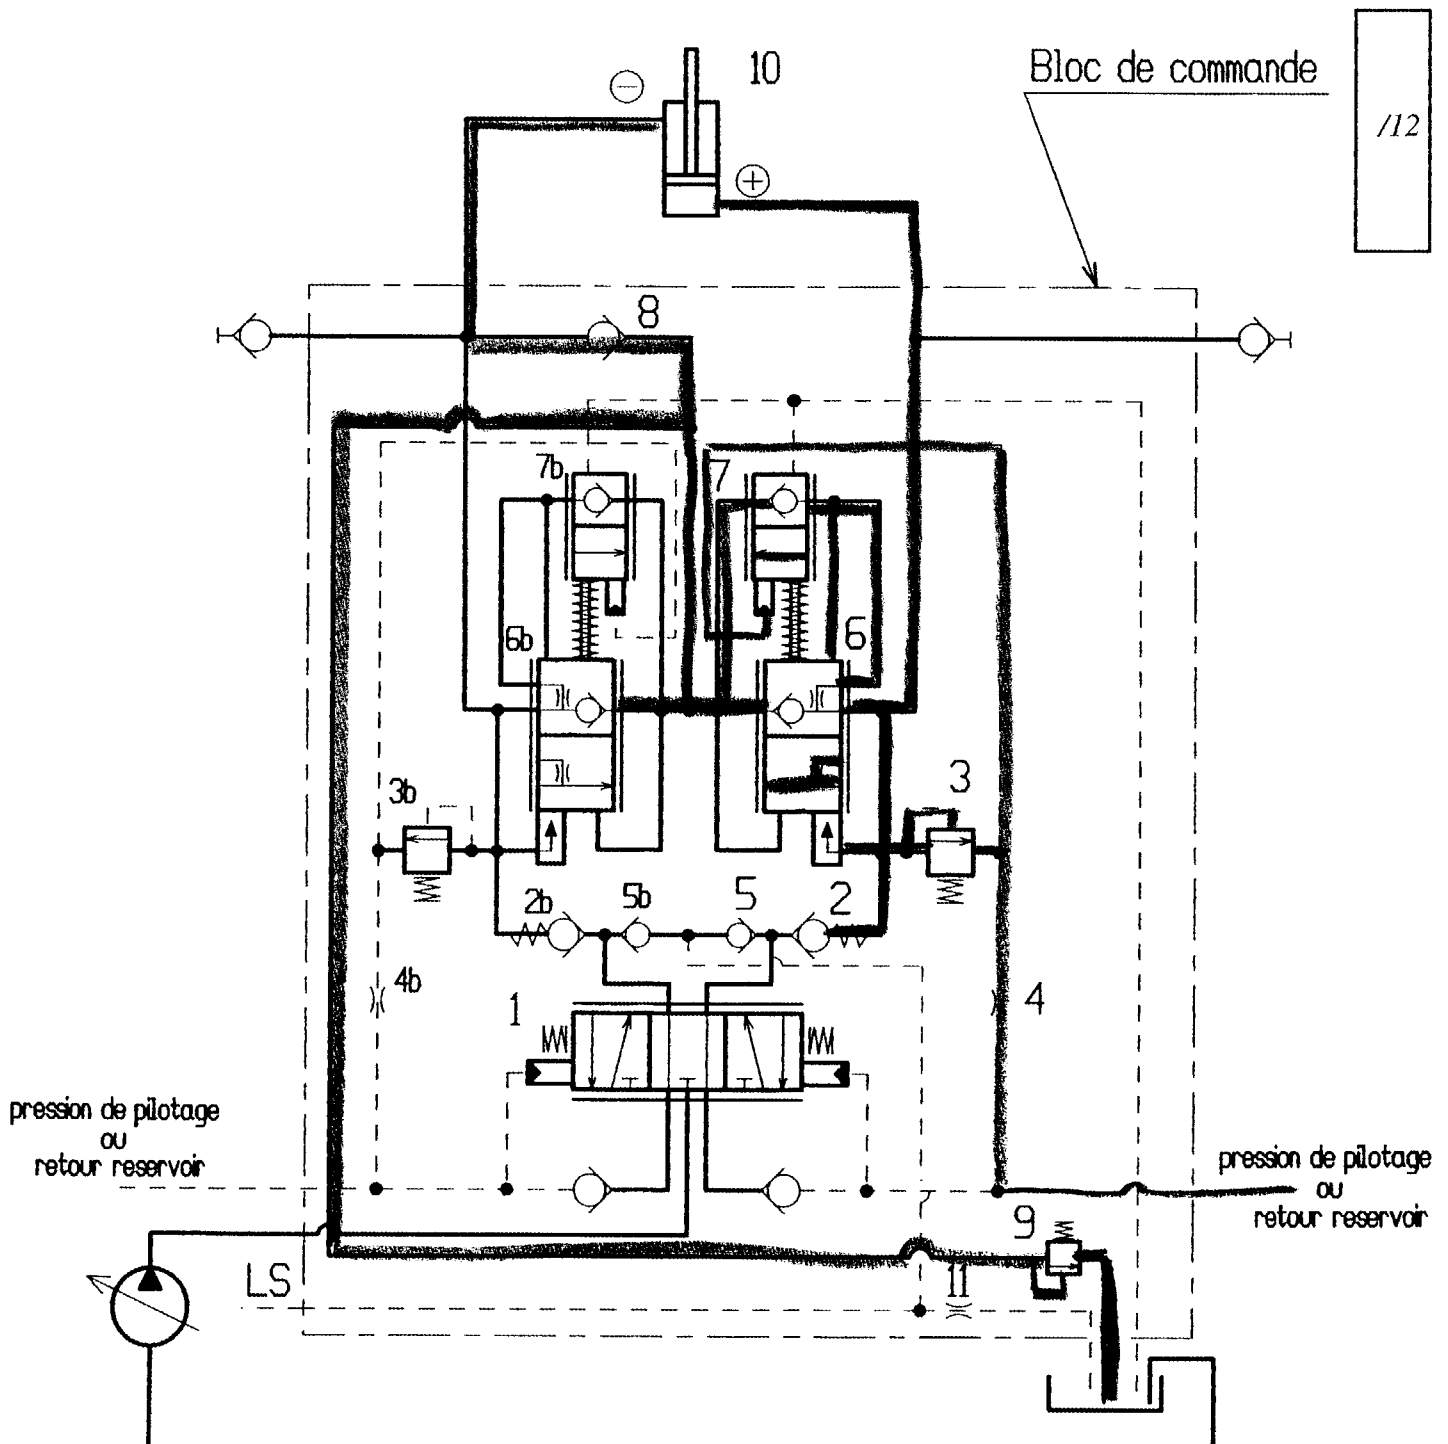 10
Bloc de commande
/12
−
+
8
7b
7
6b
6
3b
3
2b
5b
5
2
4b
1
4
pression de pilotage
ou
retour reservoir
pression de pilotage
ou
retour reservoir
9
LS
11